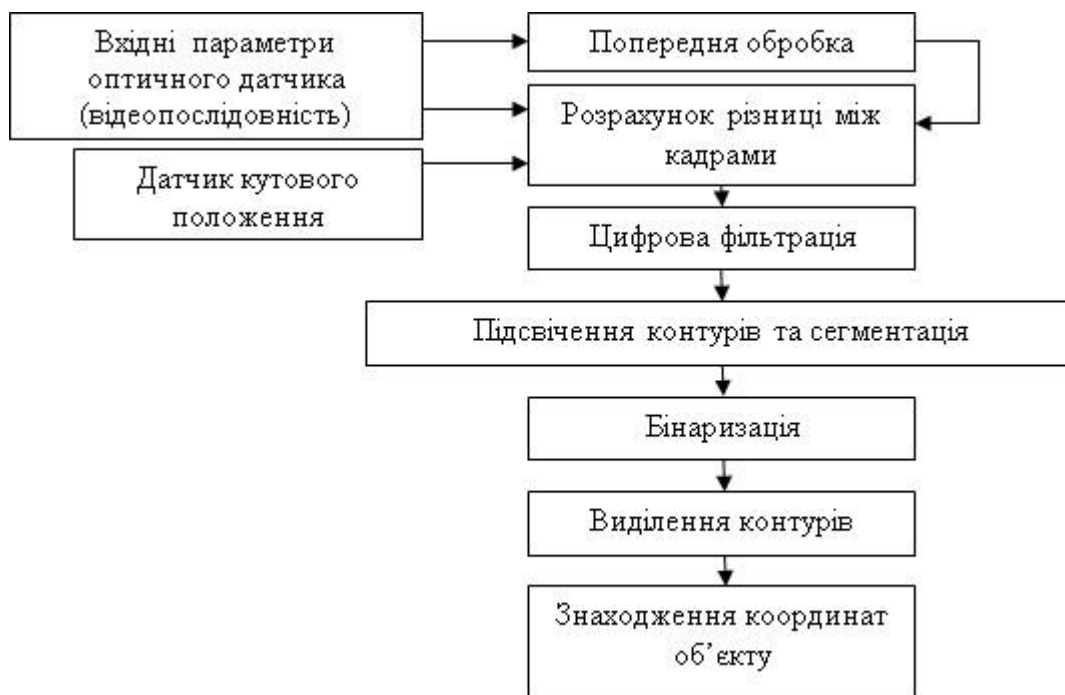 Вхідні параметри
оптичного датчика
(відеопослідовність)
Попередня обробка
Розрахунок різниці між
кадрами
Датчик кутового
положення
Цифрова фільтрація
Підсвічення контурів та сегментація
Бінаризація
Виділення контурів
Знаходження координат
об’єкту